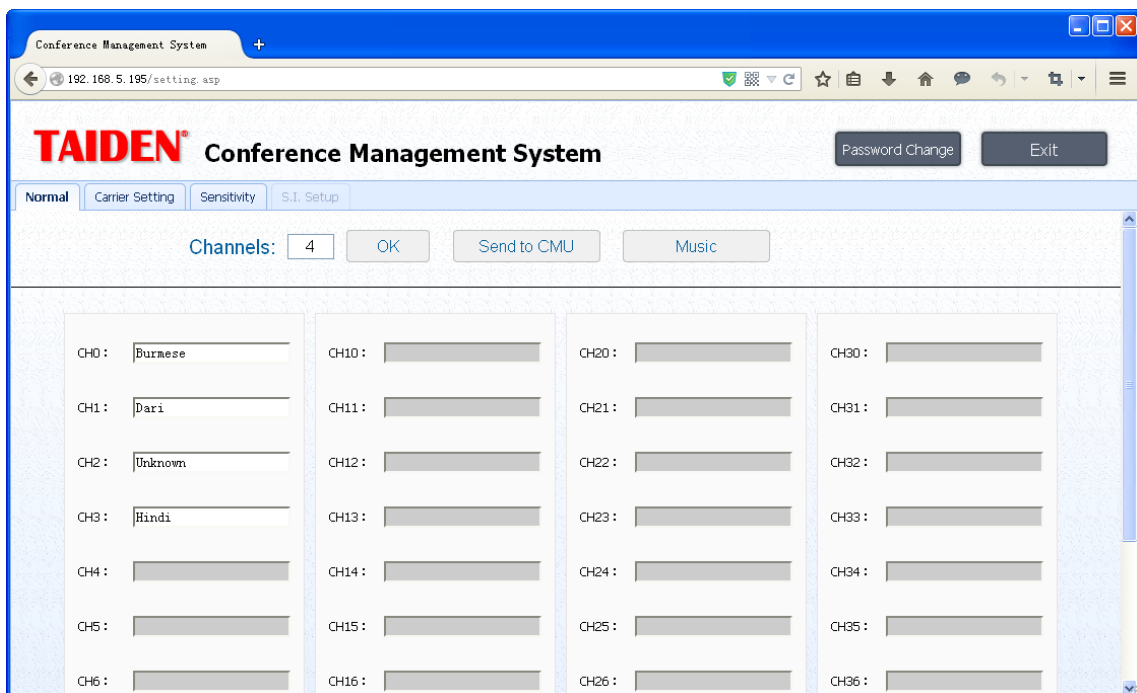 Conference Management System
192.168.5.195/setting.asp
TAIDEN® Conference Management System
Password Change
Exit
Normal
Carrier Setting
Sensitivity
S.I. Setup
Channels: 4
OK
Send to CMU
Music
CH0: Burmese
CH10:
CH20:
CH30:
CH1: Dari
CH11:
CH21:
CH31:
CH2: Unknown
CH12:
CH22:
CH32:
CH3: Hindi
CH13:
CH23:
CH33:
CH4:
CH14:
CH24:
CH34:
CH5:
CH15:
CH25:
CH35:
CH6:
CH16:
CH26:
CH36: